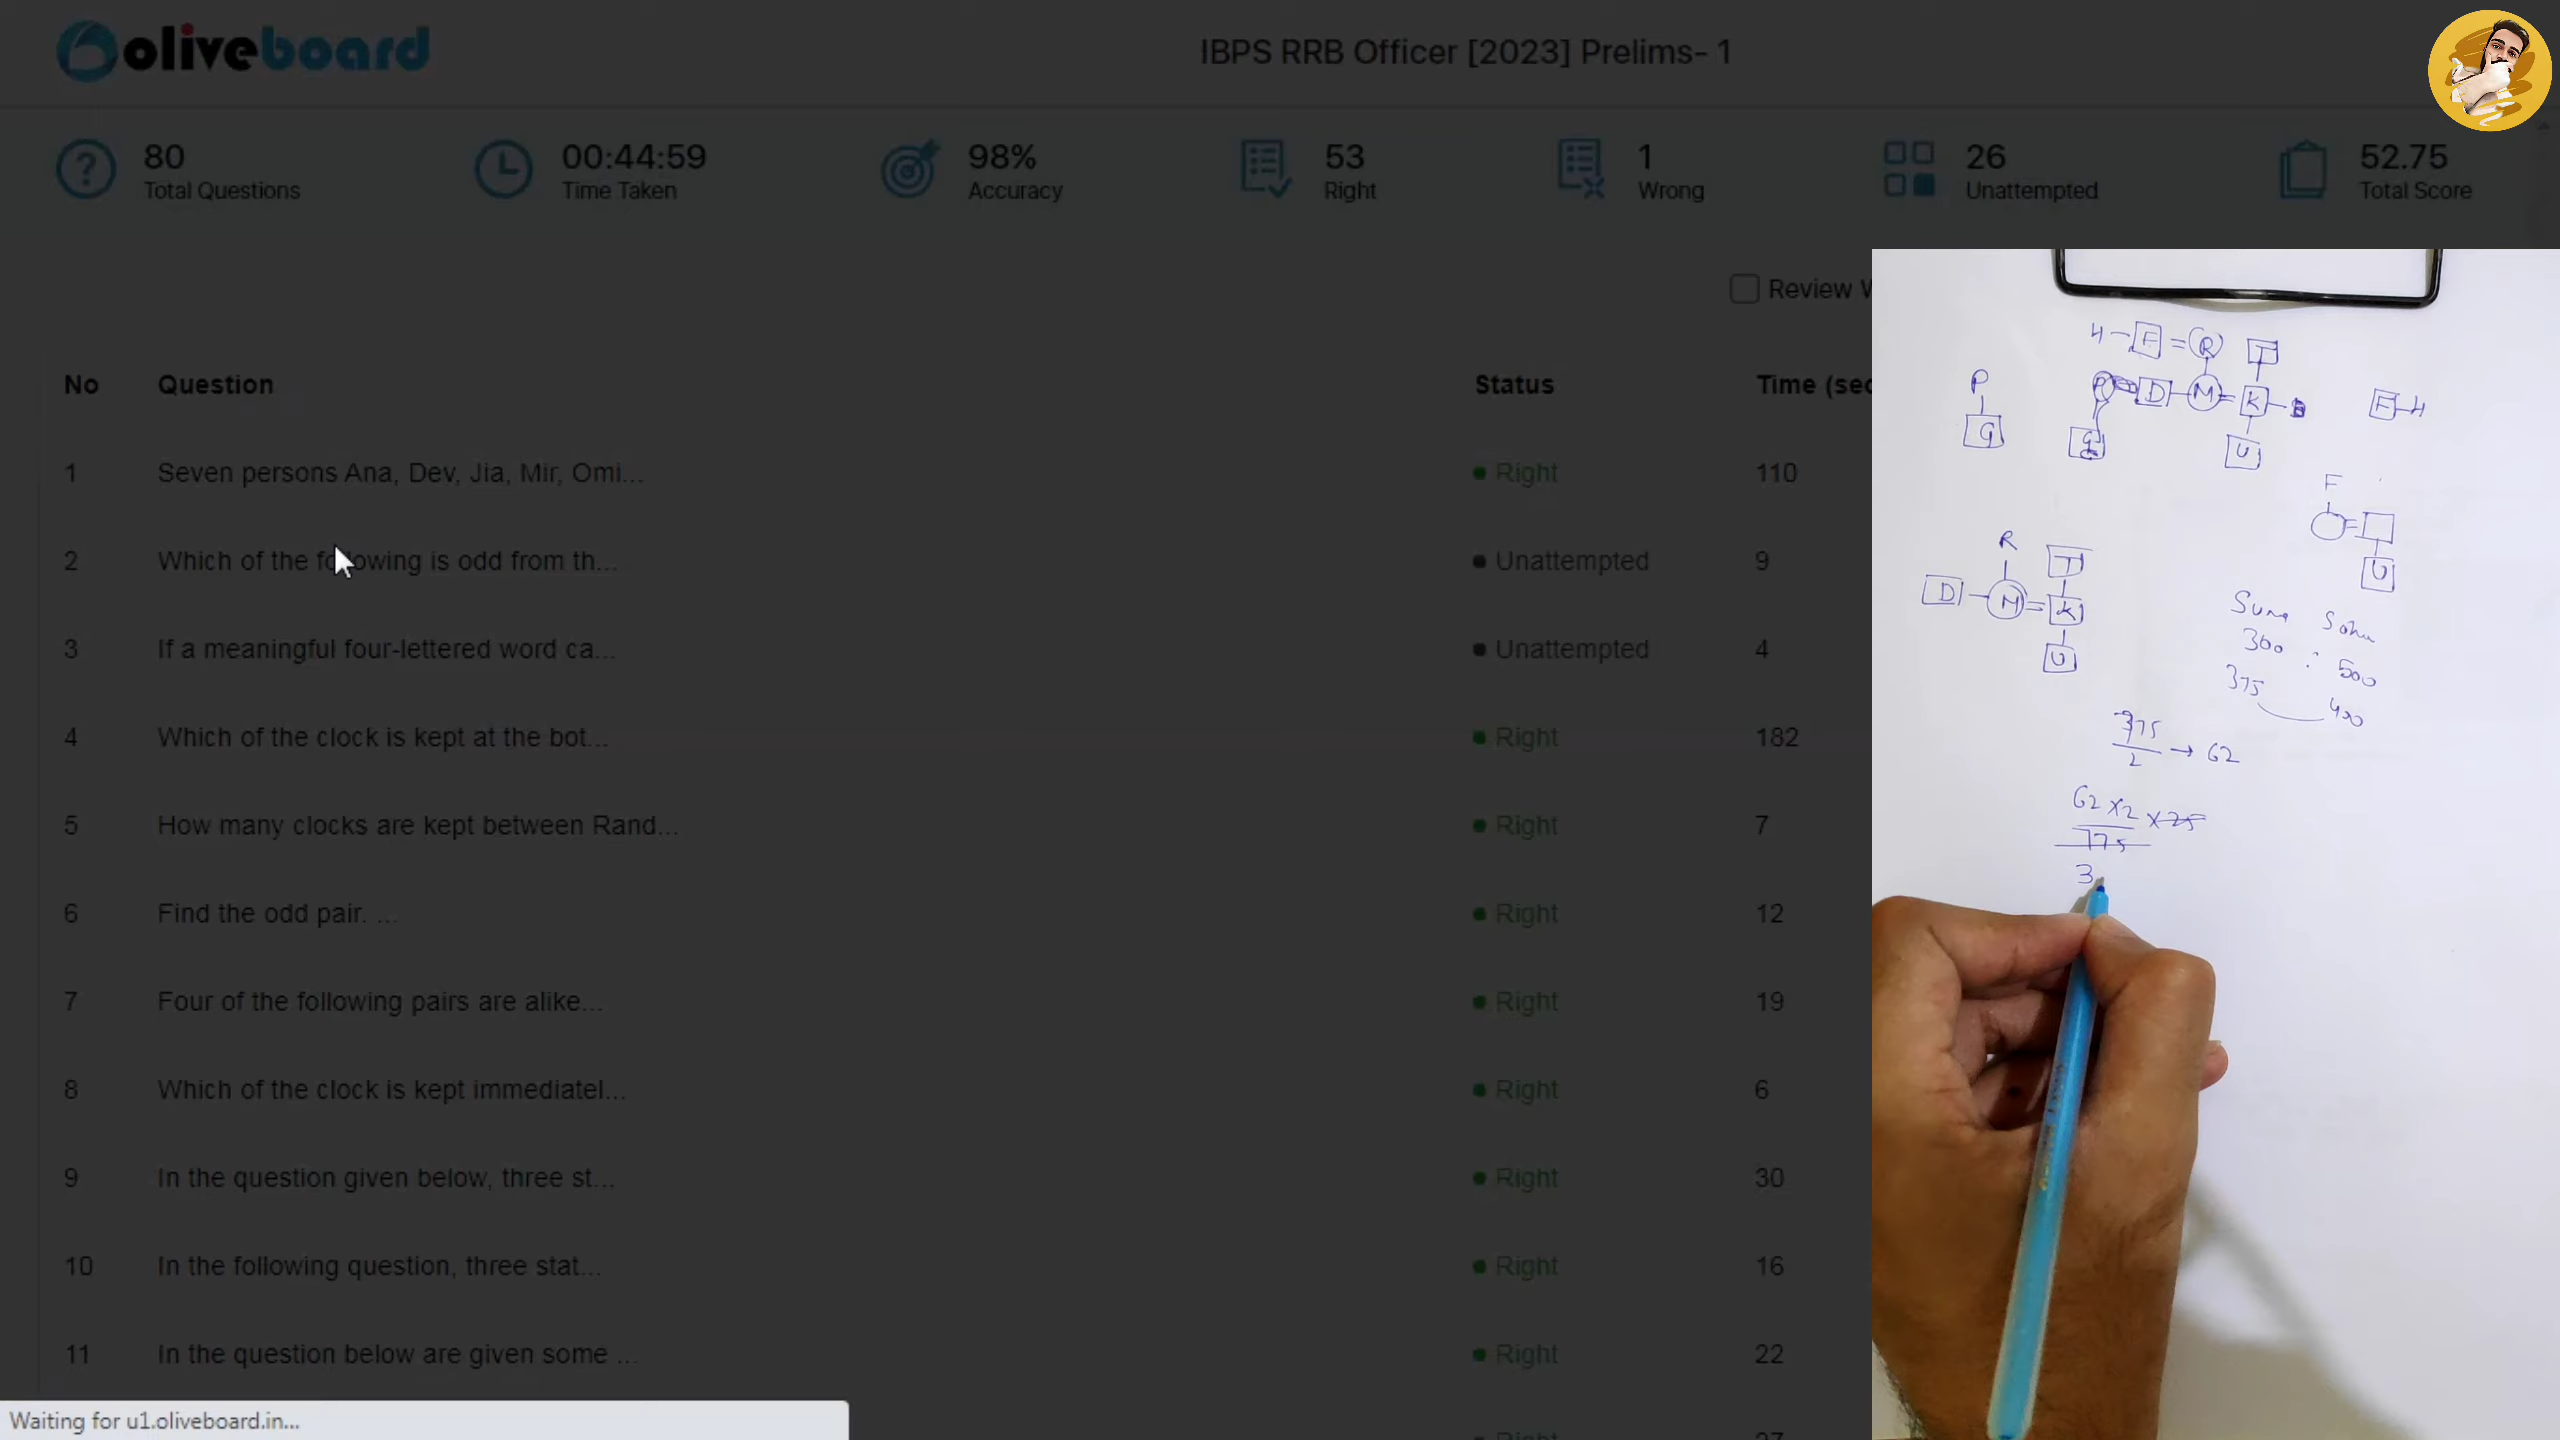 oliveboard
IBPS RRB Officer [2023] Prelims- 1
80
Total Questions
00:44:59
Time Taken
98%
Accuracy
53
Right
1
Wrong
26
Unattempted
52.75
Total Score
Review
No Question Status Time (sec
1 Seven persons Ana, Dev, Jia, Mir, Omi... Right 110
2 Which of the following is odd from th... Unattempted 9
3 If a meaningful four-lettered word ca... Unattempted 4
4 Which of the clock is kept at the bot... Right 182
5 How many clocks are kept between Rand... Right 7
6 Find the odd pair. ... Right 12
7 Four of the following pairs are alike... Right 19
8 Which of the clock is kept immediatel... Right 6
9 In the question given below, three st... Right 30
10 In the following question, three stat... Right 16
11 In the question below are given some ... Right 22
Right 27
Waiting for u1.oliveboard.in...
H - F = R T
P P = D - M = K F - H
G G U
F
R T
D - M = K U
U
300 : 500
375 400
775
2 → 62
62 x 2 x 25
775
3